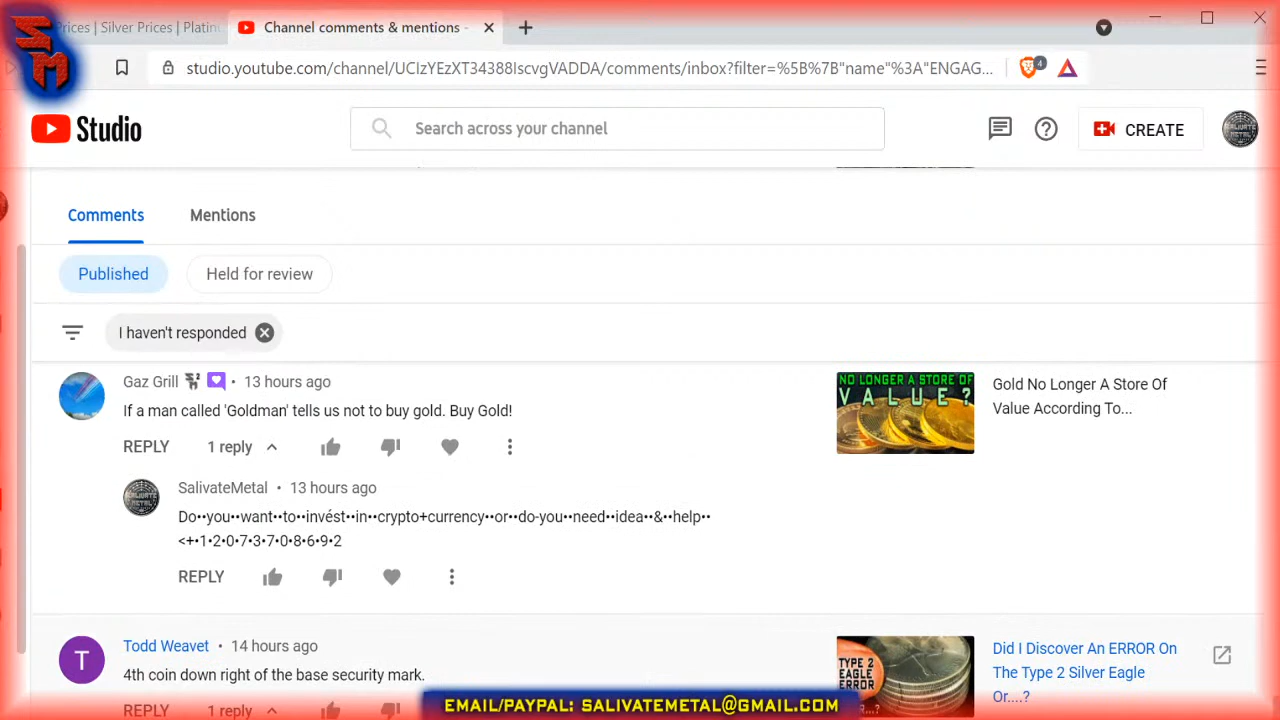 SM
Prices | Silver Prices | Platin
Channel comments & mentions -
studio.youtube.com/channel/UCIzYEzXT34388IscvgVADDA/comments/inbox?filter=%5B%7B"name"%3A"ENGAG...
4
Studio
Search across your channel
CREATE
Comments
Mentions
Published
Held for review
I haven't responded
Gaz Grill
• 13 hours ago
If a man called 'Goldman' tells us not to buy gold. Buy Gold!
REPLY
1 reply
NO LONGER A STORE OF
VALUE?
Gold No Longer A Store Of
Value According To...
SALIVATE
METAL
SalivateMetal • 13 hours ago
Do••you••want••to••invést••in••crypto+currency••or••do-you••need••idea••&••help••
<+•1•2•0•7•3•7•0•8•6•9•2
REPLY
T
Todd Weavet • 14 hours ago
4th coin down right of the base security mark.
REPLY
1 reply
TYPE 2
EAGLE
ERROR
...?
Did I Discover An ERROR On
The Type 2 Silver Eagle
Or....?
EMAIL/PAYPAL: SALIVATEMETAL@GMAIL.COM